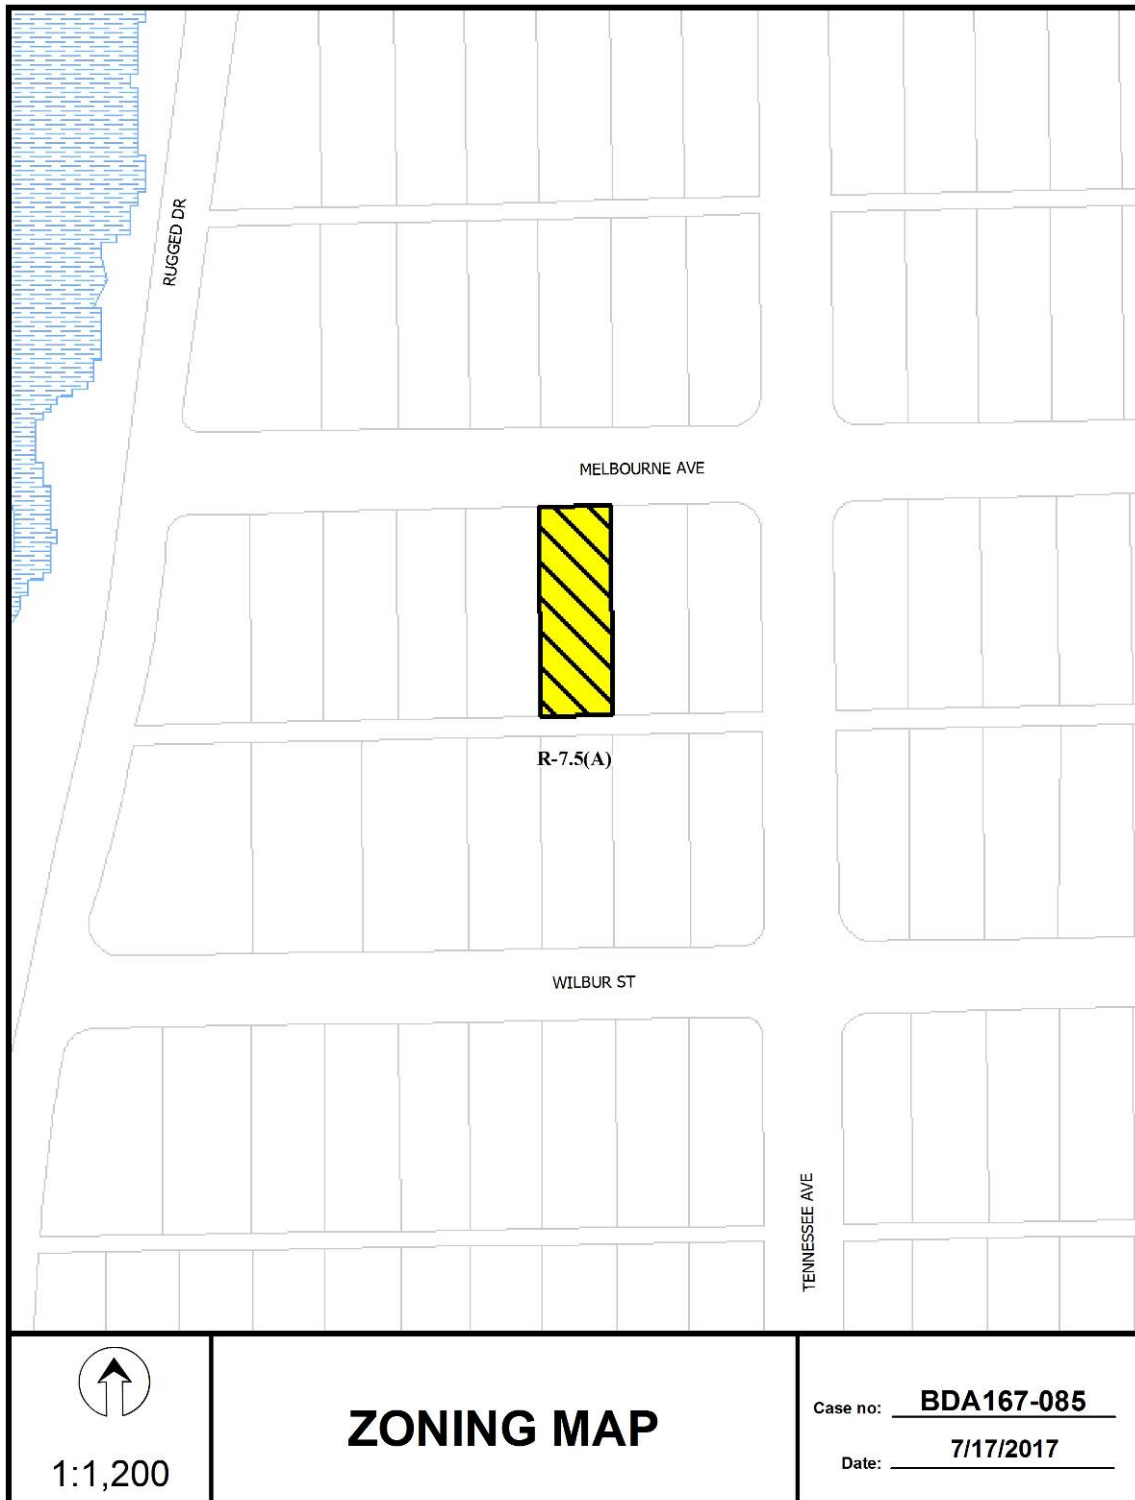 RUGGED DR
MELBOURNE AVE
R-7.5(A)
WILBUR ST
TENNESSEE AVE
1:1,200
ZONING MAP
Case no: BDA167-085
Date: 7/17/2017